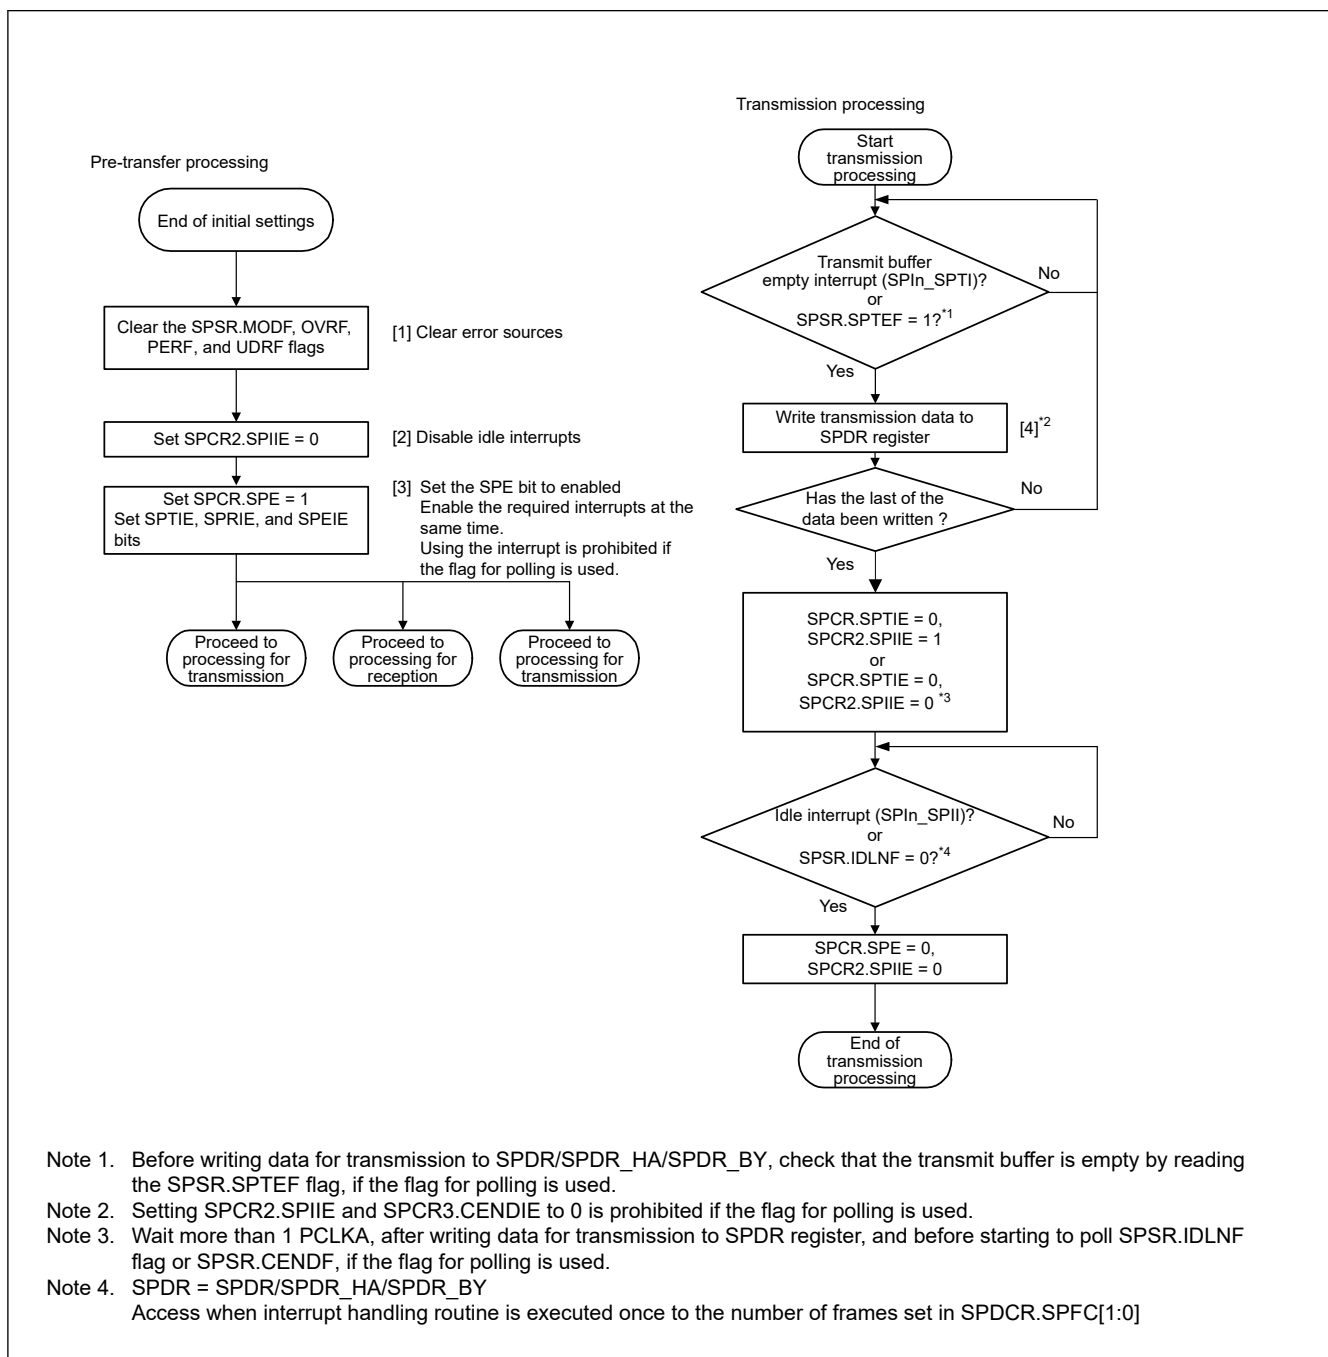 Pre-transfer processing
End of initial settings
Clear the SPSR.MODF, OVRF,
PERF, and UDRF flags
[1] Clear error sources
Set SPCR2.SPIIE = 0
[2] Disable idle interrupts
Set SPCR.SPE = 1
Set SPTIE, SPRIE, and SPEIE
bits
[3] Set the SPE bit to enabled
Enable the required interrupts at the
same time.
Using the interrupt is prohibited if
the flag for polling is used.
Proceed to
processing for
transmission
Proceed to
processing for
reception
Proceed to
processing for
transmission
Transmission processing
Start
transmission
processing
Transmit buffer
empty interrupt (SPIn_SPTI)?
or
SPSR.SPTEF = 1?*1
No
Yes
Write transmission data to
SPDR register
[4]*2
Has the last of the
data been written ?
No
Yes
SPCR.SPTIE = 0,
SPCR2.SPIIE = 1
or
SPCR.SPTIE = 0,
SPCR2.SPIIE = 0 *3
Idle interrupt (SPIn_SPII)?
or
SPSR.IDLNF = 0?*4
No
Yes
SPCR.SPE = 0,
SPCR2.SPIIE = 0
End of
transmission
processing
Note 1. Before writing data for transmission to SPDR/SPDR_HA/SPDR_BY, check that the transmit buffer is empty by reading
the SPSR.SPTEF flag, if the flag for polling is used.
Note 2. Setting SPCR2.SPIIE and SPCR3.CENDIE to 0 is prohibited if the flag for polling is used.
Note 3. Wait more than 1 PCLKA, after writing data for transmission to SPDR register, and before starting to poll SPSR.IDLNF
flag or SPSR.CENDF, if the flag for polling is used.
Note 4. SPDR = SPDR/SPDR_HA/SPDR_BY
Access when interrupt handling routine is executed once to the number of frames set in SPDCR.SPFC[1:0]